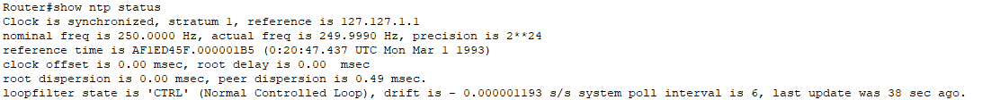 Router#show ntp status
Clock is synchronized, stratum 1, reference is 127.127.1.1
nominal freq is 250.0000 Hz, actual freq is 249.9990 Hz, precision is 2**24
reference time is AF1ED45F.000001B5 (0:20:47.437 UTC Mon Mar 1 1993)
clock offset is 0.00 msec, root delay is 0.00  msec
root dispersion is 0.00 msec, peer dispersion is 0.49 msec.
loopfilter state is 'CTRL' (Normal Controlled Loop), drift is - 0.000001193 s/s system poll interval is 6, last update was 38 sec ago.